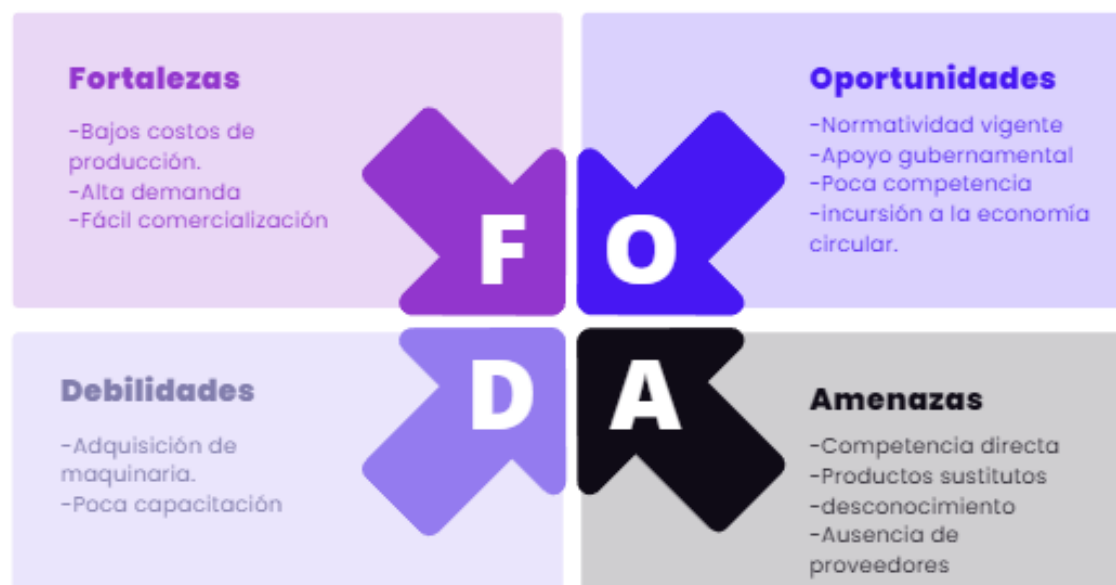 Fortalezas
-Bajos costos de
producción.
-Alta demanda
-Fácil comercialización
F
Oportunidades
-Normatividad vigente
-Apoyo gubernamental
-Poca competencia
-incursión a la economía
circular.
O
Debilidades
-Adquisición de
maquinaria.
-Poca capacitación
D
Amenazas
-Competencia directa
-Productos sustitutos
-desconocimiento
-Ausencia de
proveedores
A